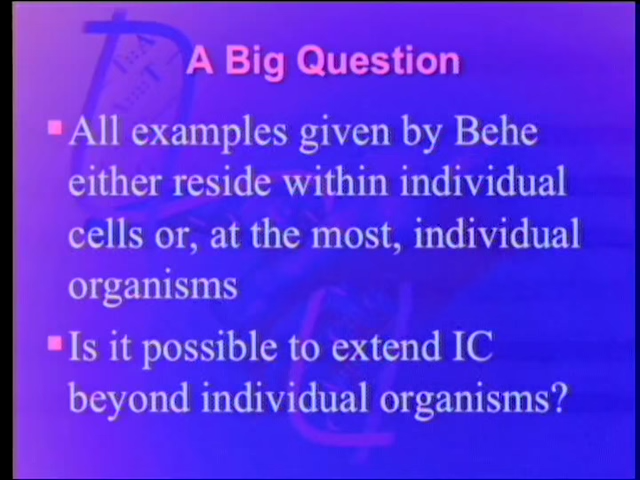 A Big Question
All examples given by Behe
either reside within individual
cells or, at the most, individual
organisms
Is it possible to extend IC
beyond individual organisms?